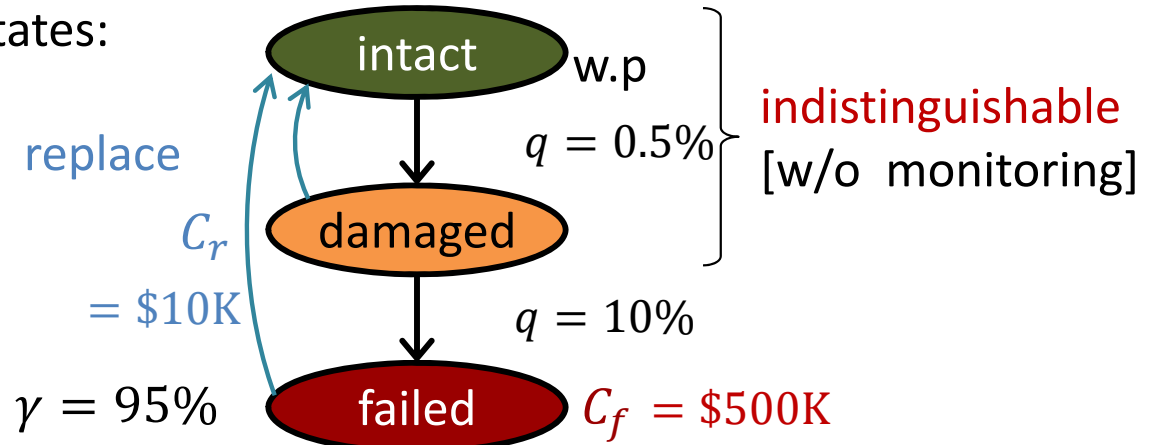 tates:
intact
w.p
q = 0.5%
indistinguishable
[w/o monitoring]
replace
damaged
C_r
= $10K
q = 10%
γ = 95%
failed
C_f = $500K